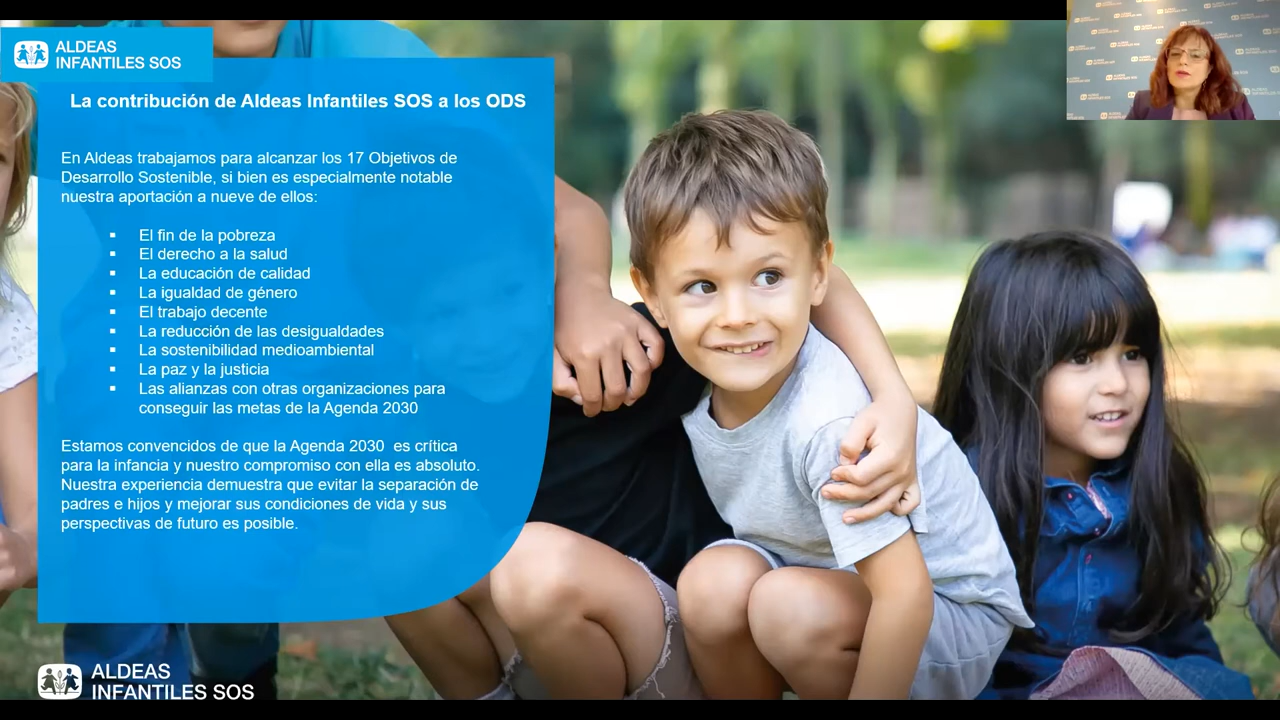 ALDEAS
INFANTILES SOS
La contribución de Aldeas Infantiles SOS a los ODS
En Aldeas trabajamos para alcanzar los 17 Objetivos de
Desarrollo Sostenible, si bien es especialmente notable
nuestra aportación a nueve de ellos:
▪ El fin de la pobreza
▪ El derecho a la salud
▪ La educación de calidad
▪ La igualdad de género
▪ El trabajo decente
▪ La reducción de las desigualdades
▪ La sostenibilidad medioambiental
▪ La paz y la justicia
▪ Las alianzas con otras organizaciones para
conseguir las metas de la Agenda 2030
Estamos convencidos de que la Agenda 2030 es crítica
para la infancia y nuestro compromiso con ella es absoluto.
Nuestra experiencia demuestra que evitar la separación de
padres e hijos y mejorar sus condiciones de vida y sus
perspectivas de futuro es posible.
ALDEAS
INFANTILES SOS